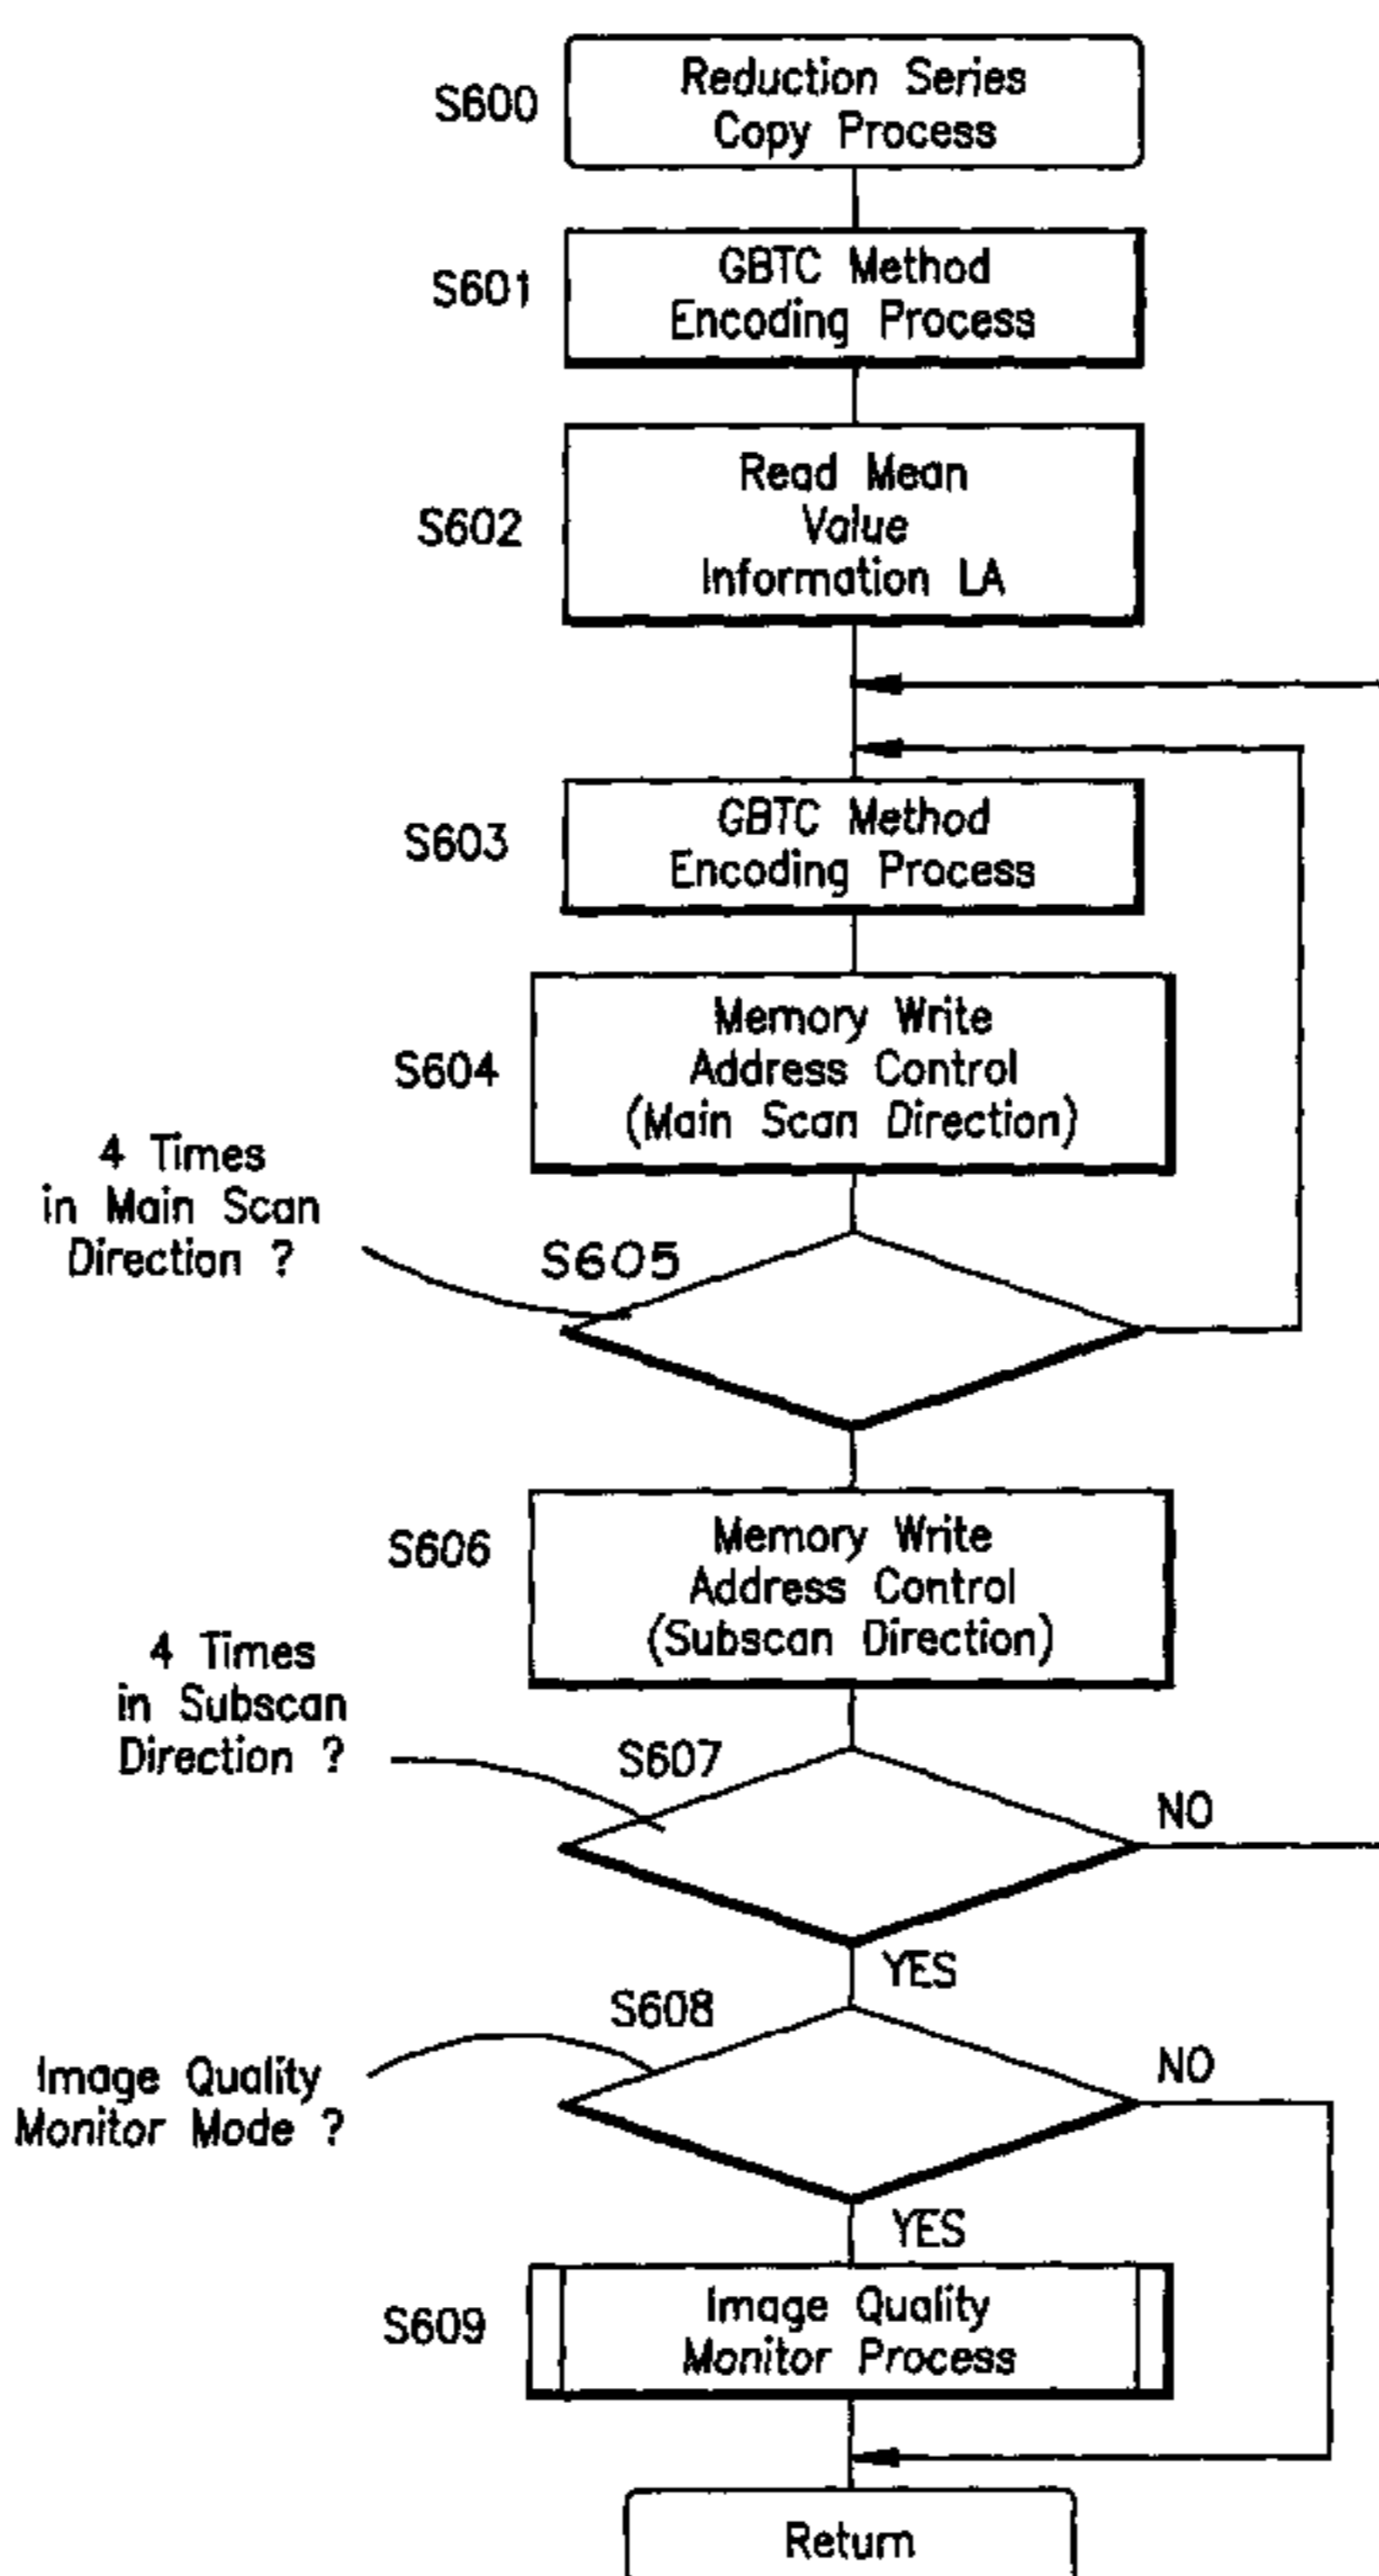 S600
Reduction Series
Copy Process
S601
GBTC Method
Encoding Process
S602
Read Mean
Value
Information LA
S603
GBTC Method
Encoding Process
S604
Memory Write
Address Control
(Main Scan Direction)
4 Times
in Main Scan
Direction ?
S605
S606
Memory Write
Address Control
(Subscan Direction)
4 Times
in Subscan
Direction ?
S607
NO
YES
S608
Image Quality
Monitor Mode ?
NO
YES
S609
Image Quality
Monitor Process
Return